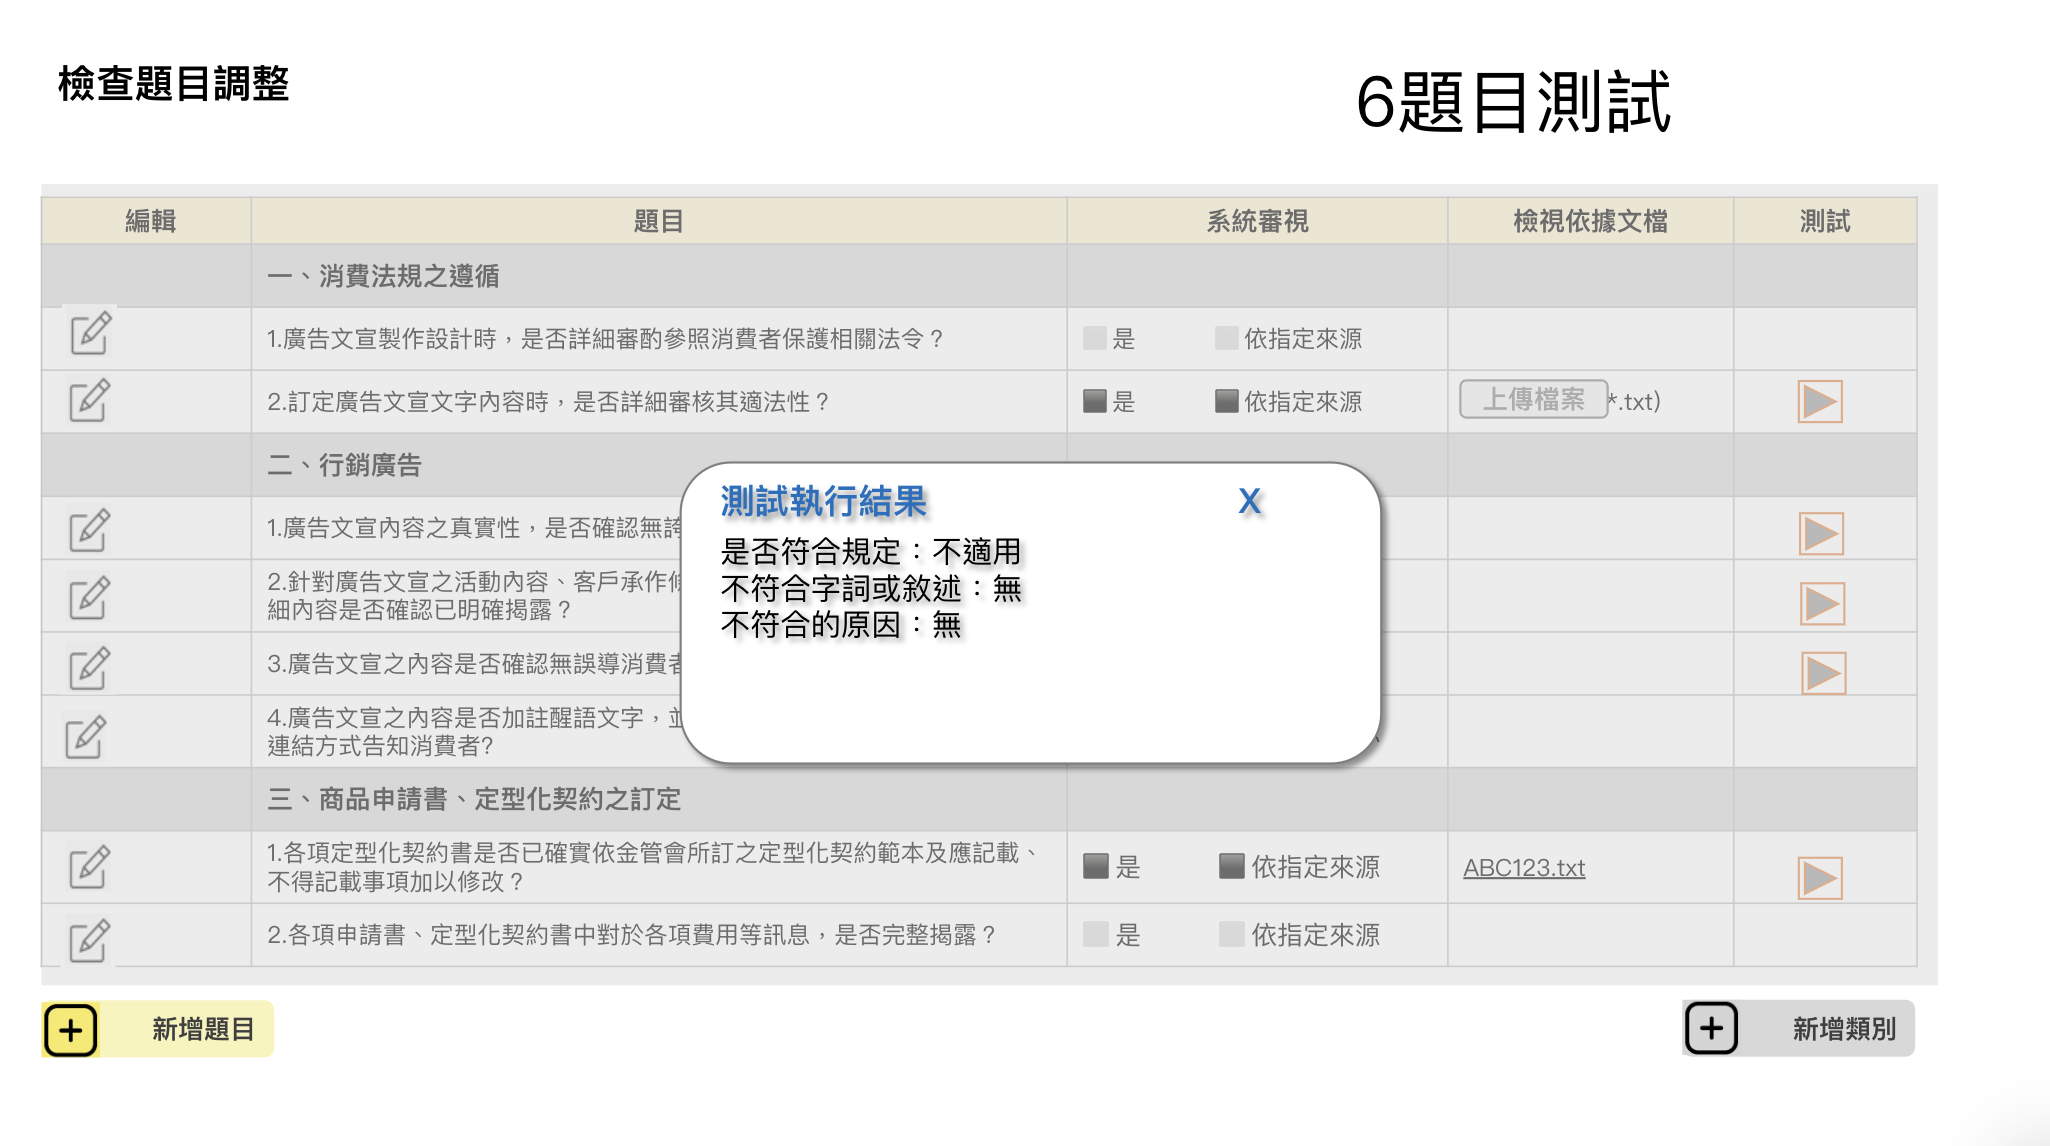 檢查題目調整
6題目測試
編輯 題目 系統審視 檢視依據文檔 測試
一、消費法規之遵循
1.廣告文宣製作設計時，是否詳細審酌參照消費者保護相關法令？ 是 依指定來源
2.訂定廣告文宣文字內容時，是否詳細審核其適法性？ 是 依指定來源 上傳檔案 *.txt)
二、行銷廣告
1.廣告文宣內容之真實性，是否確認無誇
2.針對廣告文宣之活動內容、客戶承作
細內容是否確認已明確揭露？
3.廣告文宣之內容是否確認無誤導消費者
4.廣告文宣之內容是否加註醒語文字，並
連結方式告知消費者?
測試執行結果 X
是否符合規定：不適用
不符合字詞或敘述：無
不符合的原因：無
三、商品申請書、定型化契約之訂定
1.各項定型化契約書是否已確實依金管會所訂之定型化契約範本及應記載、
不得記載事項加以修改？ 是 依指定來源 ABC123.txt
2.各項申請書、定型化契約書中對於各項費用等訊息，是否完整揭露？ 是 依指定來源
新增題目 新增類別